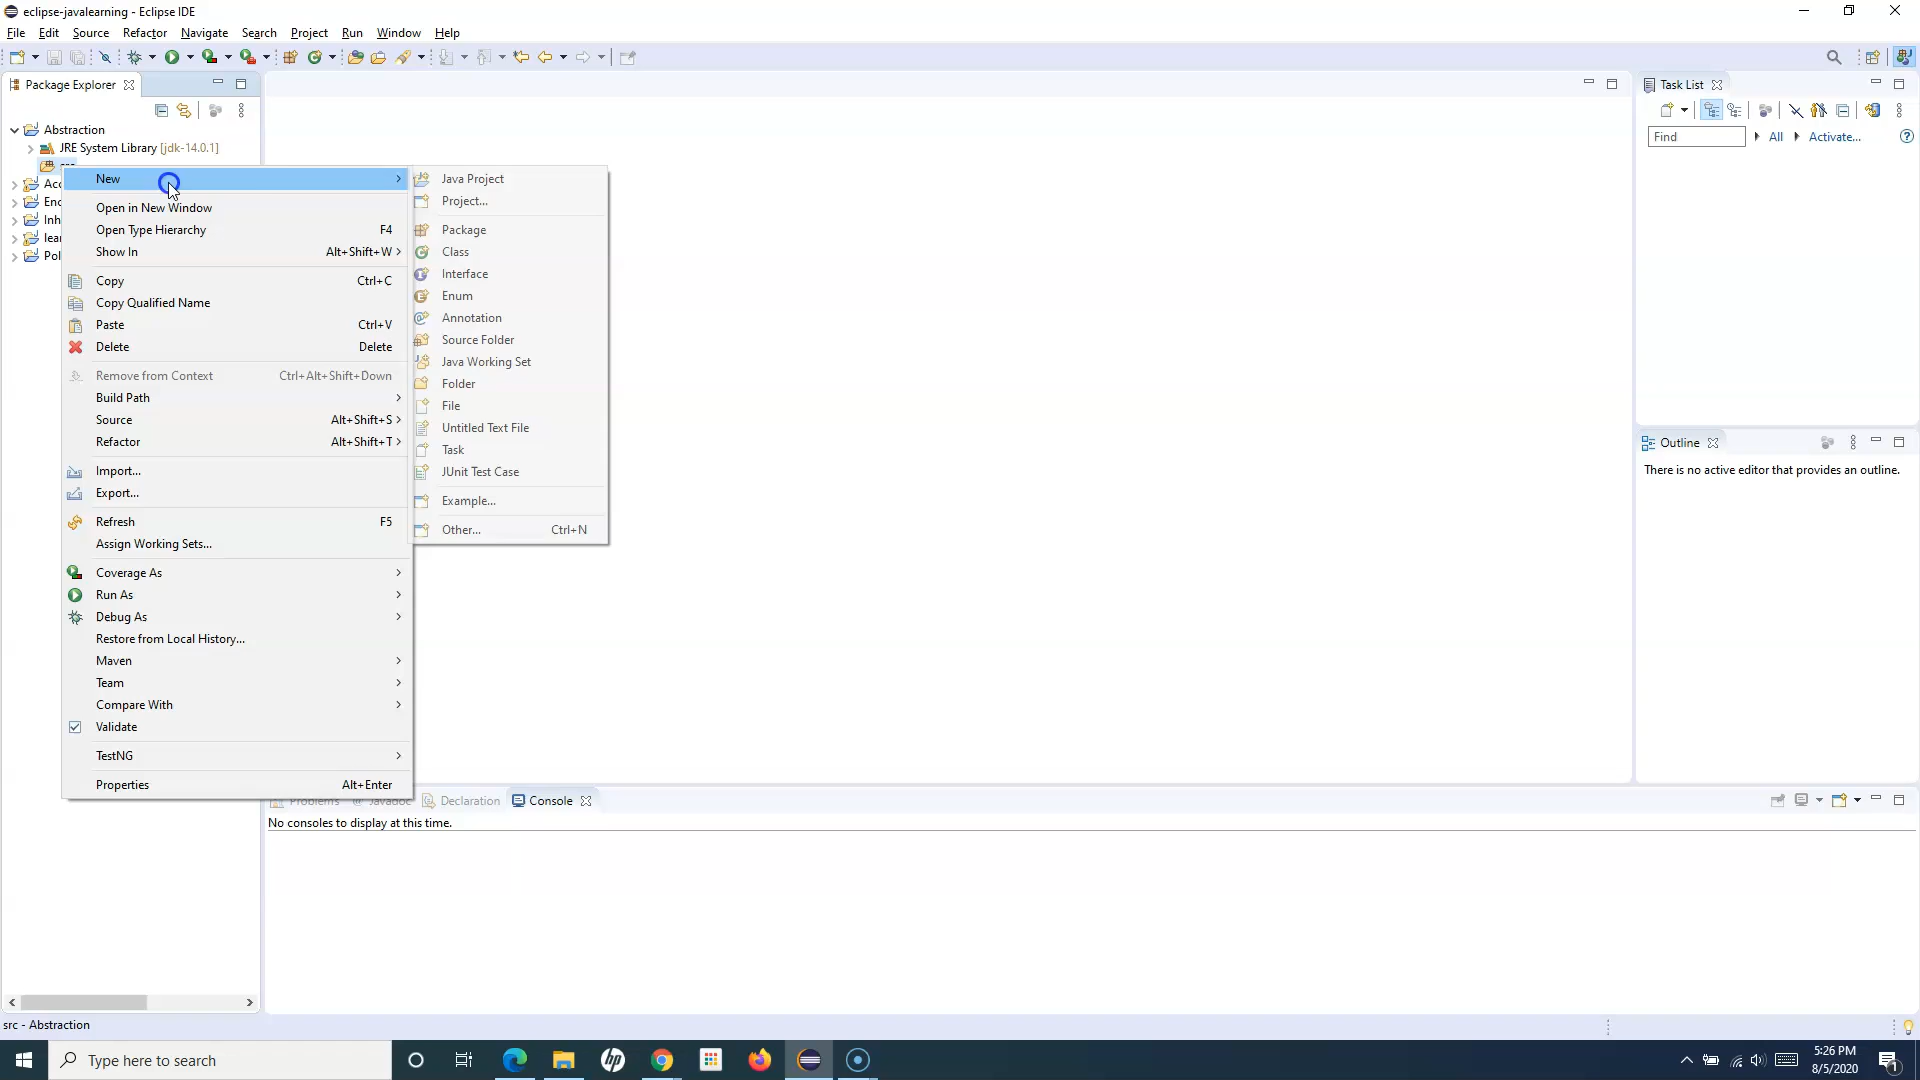 eclipse-javalearning - Eclipse IDE
File Edit Source Refactor Navigate Search Project Run Window Help
Package Explorer
Task List
Find
All
Activate...
Abstraction
JRE System Library [jdk-14.0.1]
New
Open in New Window
Open Type Hierarchy F4
Show In Alt+Shift+W
Copy Ctrl+C
Copy Qualified Name
Paste Ctrl+V
Delete Delete
Remove from Context Ctrl+Alt+Shift+Down
Build Path
Source Alt+Shift+S
Refactor Alt+Shift+T
Import...
Export...
Refresh F5
Assign Working Sets...
Coverage As
Run As
Debug As
Restore from Local History...
Maven
Team
Compare With
Validate
TestNG
Properties Alt+Enter
Java Project
Project...
Package
Class
Interface
Enum
Annotation
Source Folder
Java Working Set
Folder
File
Untitled Text File
Task
JUnit Test Case
Example...
Other... Ctrl+N
Outline
There is no active editor that provides an outline.
Problems Javadoc Declaration Console
No consoles to display at this time.
src - Abstraction
Type here to search
5:26 PM
8/5/2020